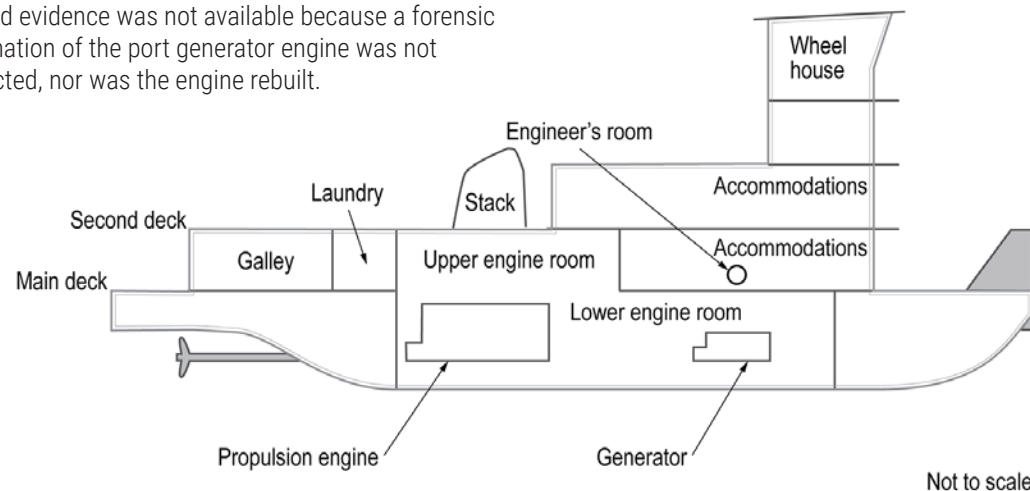 d evidence was not available because a forensic
nation of the port generator engine was not
cted, nor was the engine rebuilt.
Wheel
house
Engineer's room
Accommodations
Laundry
Stack
Second deck
Galley
Upper engine room
Accommodations
Main deck
Lower engine room
Propulsion engine
Generator
Not to scale